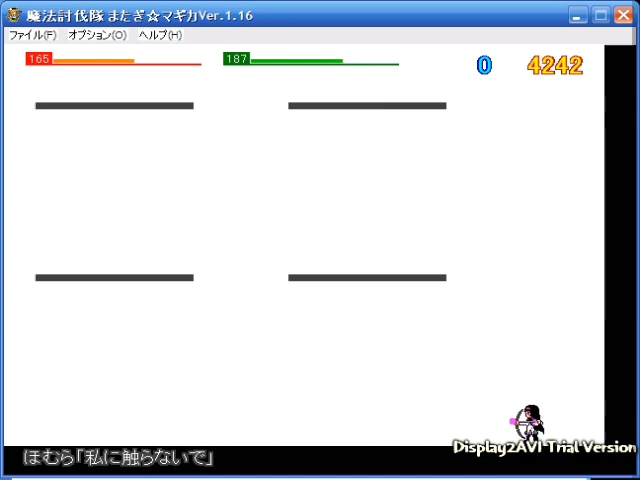 魔法討伐隊 またぎ☆マギカVer.1.16
ファイル(F) オプション(O) ヘルプ(H)
165 187 0 4242
Display2AVI Trial Version
ほむら「私に触らないで」